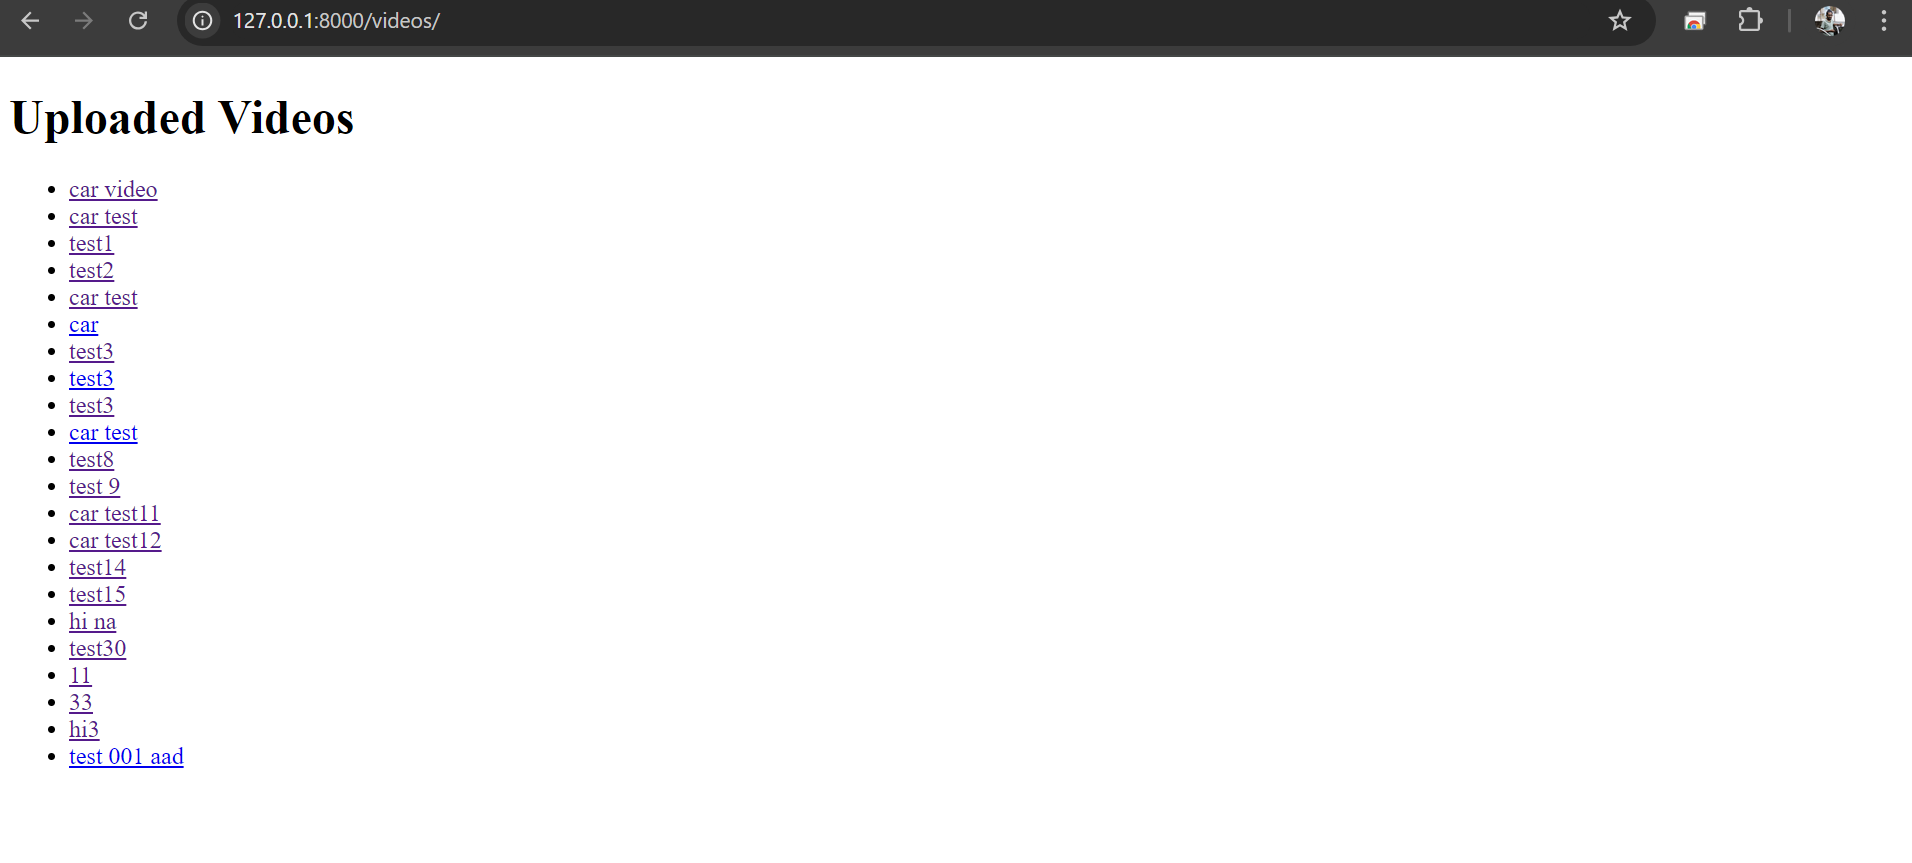 127.0.0.1:8000/videos/
Uploaded Videos
car video
car test
test1
test2
car test
car
test3
test3
test3
car test
test8
test 9
car test11
car test12
test14
test15
hi na
test30
11
33
hi3
test 001 aad